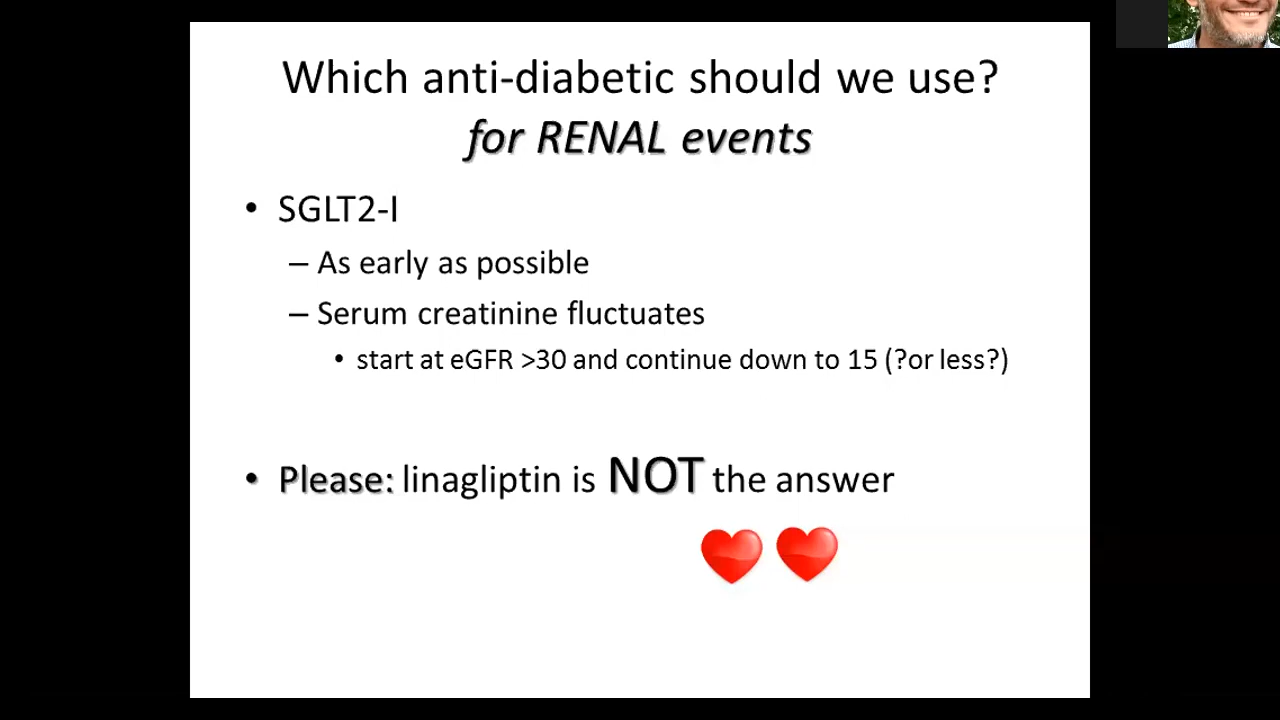 Which anti-diabetic should we use?
for RENAL events
• SGLT2-I
– As early as possible
– Serum creatinine fluctuates
• start at eGFR >30 and continue down to 15 (?or less?)
• Please: linagliptin is NOT the answer